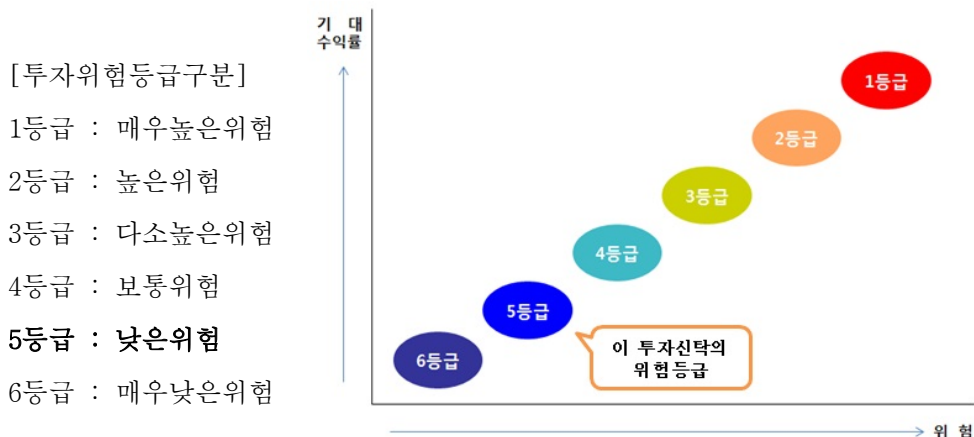 [투자위험등급구분]
1등급 : 매우높은위험
2등급 : 높은위험
3등급 : 다소높은위험
4등급 : 보통위험
5등급 : 낮은위험
6등급 : 매우낮은위험
기 대
수익률
1등급
2등급
3등급
4등급
5등급
6등급
이 투자신탁의
위험등급
위 험